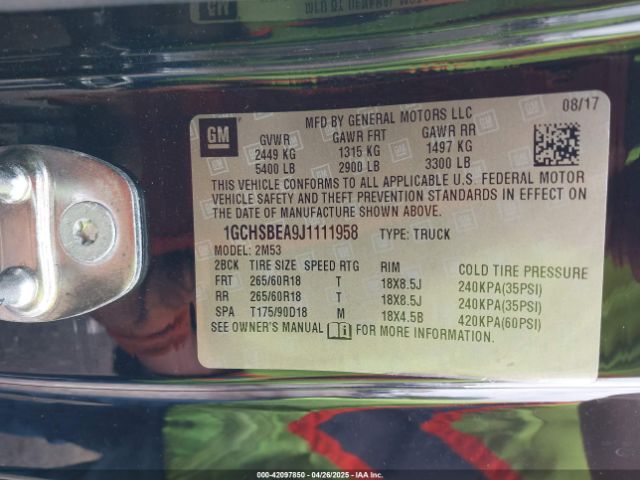 MFD BY GENERAL MOTORS LLC 08/17
GM
GVWR GAWR FRT GAWR RR
2449 KG 1315 KG 1497 KG
5400 LB 2900 LB 3300 LB
THIS VEHICLE CONFORMS TO ALL APPLICABLE U.S. FEDERAL MOTOR
VEHICLE SAFETY AND THEFT PREVENTION STANDARDS IN EFFECT ON
THE DATE OF MANUFACTURE SHOWN ABOVE.
1GCHSBEA9J1111958 TYPE: TRUCK
MODEL: 2M53
2BCK TIRE SIZE SPEED RTG RIM COLD TIRE PRESSURE
FRT 265/60R18 T 18X8.5J 240KPA(35PSI)
RR 265/60R18 T 18X8.5J 240KPA(35PSI)
SPA T175/90D18 M 18X4.5B 420KPA(60PSI)
SEE OWNER'S MANUAL FOR MORE INFORMATION.
000-42097850 04/26/2025 IAAI.COM